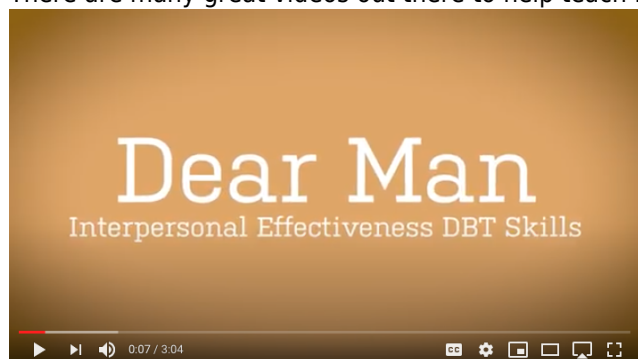 There are many great videos out there to help teach
Dear Man
Interpersonal Effectiveness DBT Skills
0:07 / 3:04
CC